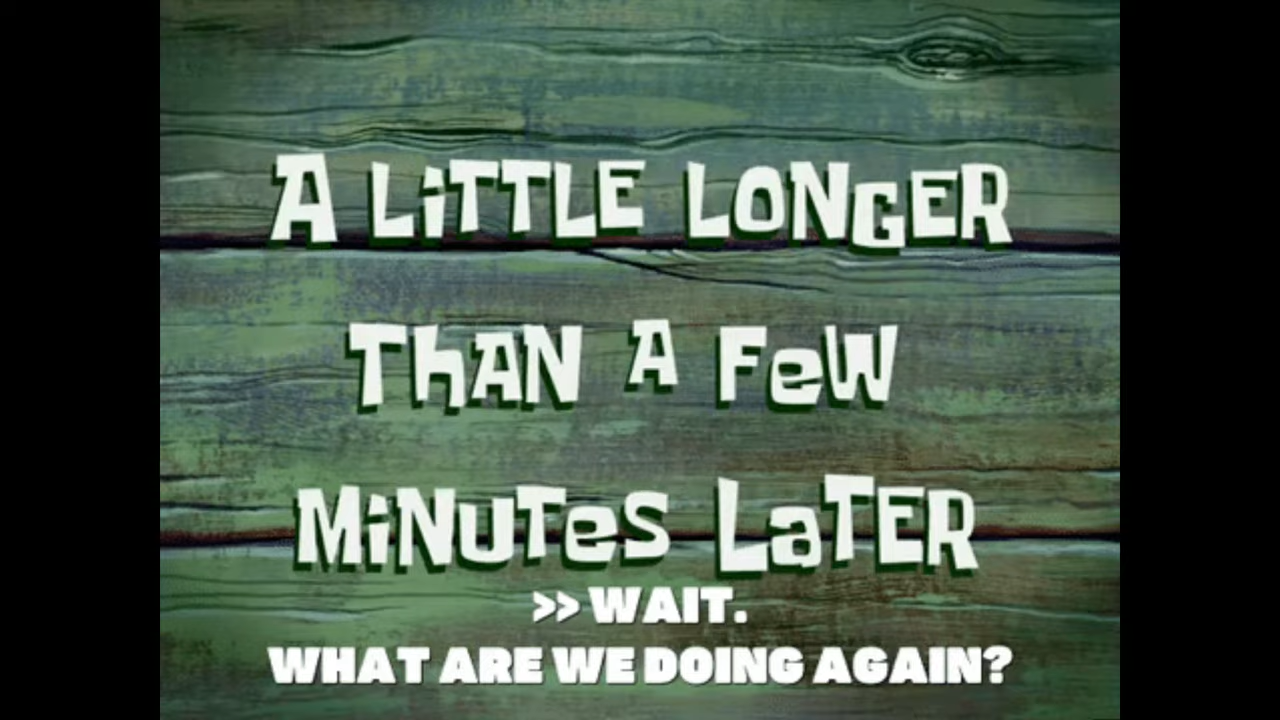 A LiTTLE LONGER
ThAN A FeW
MiNUTeS LaTER
>> WAIT.
WHAT ARE WE DOING AGAIN?